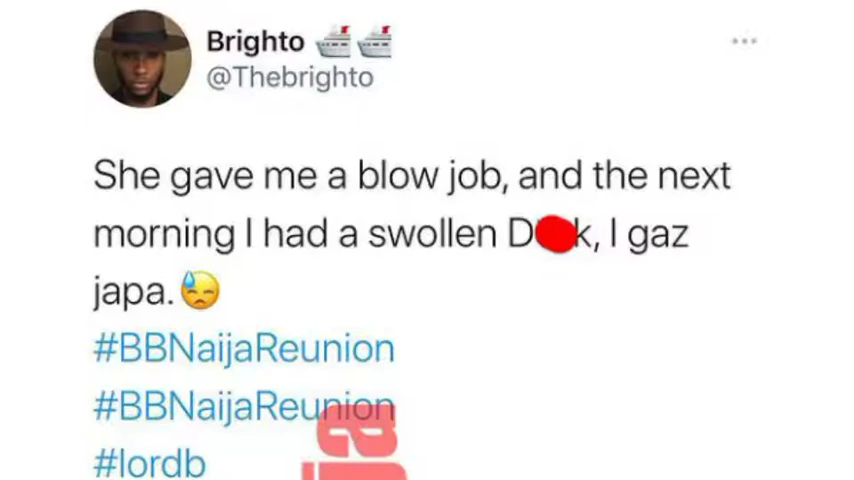 Brighto
@Thebrighto
She gave me a blow job, and the next
morning I had a swollen D k, I gaz
japa.
#BBNaijaReunion
#BBNaijaReunion
#lordb